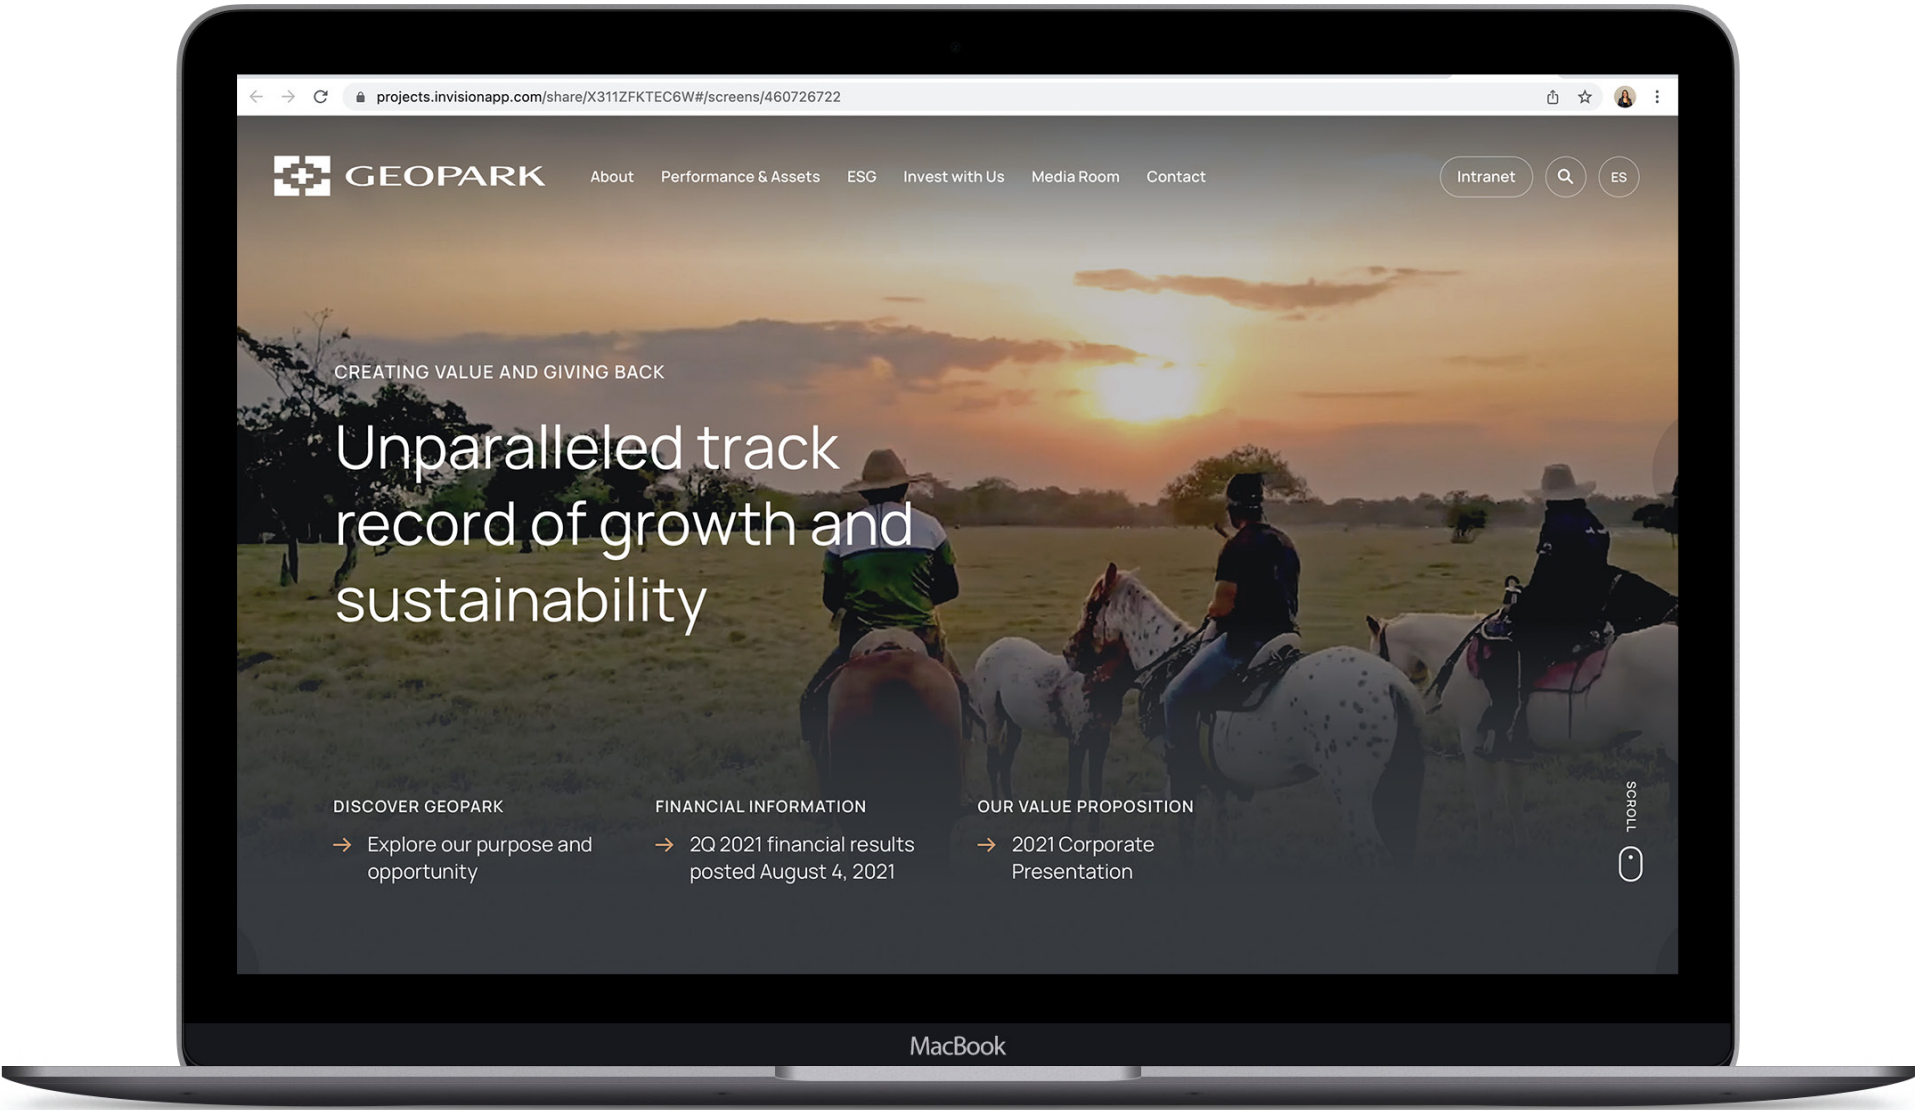 projects.invisionapp.com/share/X311ZFKTEC6W#/screens/460726722
GEOPARK
About
Performance & Assets
ESG
Invest with Us
Media Room
Contact
Intranet
ES
CREATING VALUE AND GIVING BACK
Unparalleled track
record of growth and
sustainability
DISCOVER GEOPARK
Explore our purpose and
opportunity
FINANCIAL INFORMATION
2Q 2021 financial results
posted August 4, 2021
OUR VALUE PROPOSITION
2021 Corporate
Presentation
SCROLL
MacBook